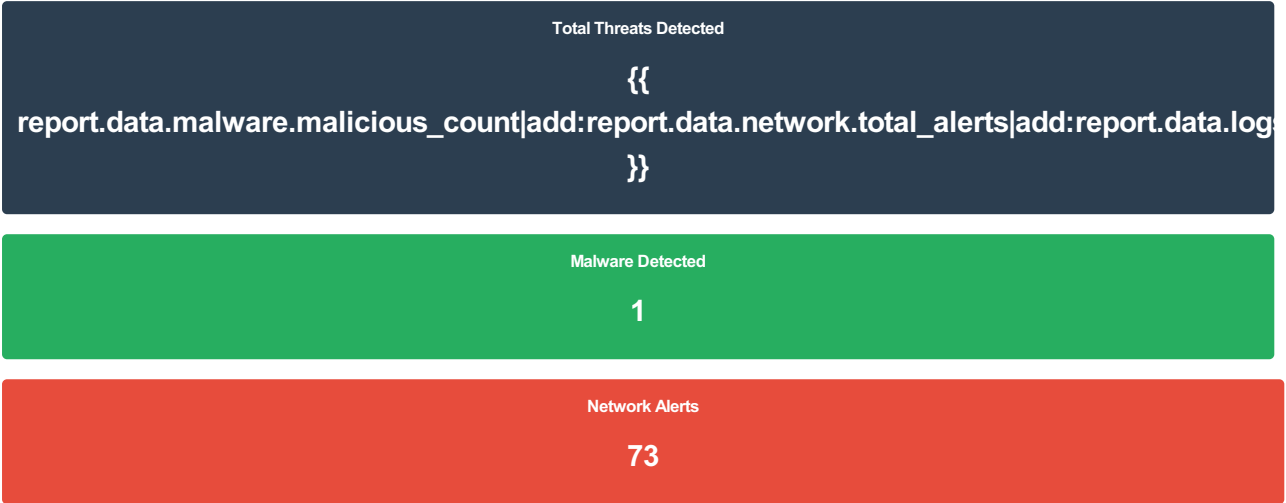 Total Threats Detected
{{
report.data.malware.malicious_count|add:report.data.network.total_alerts|add:report.data.logs
}}
Malware Detected
1
Network Alerts
73